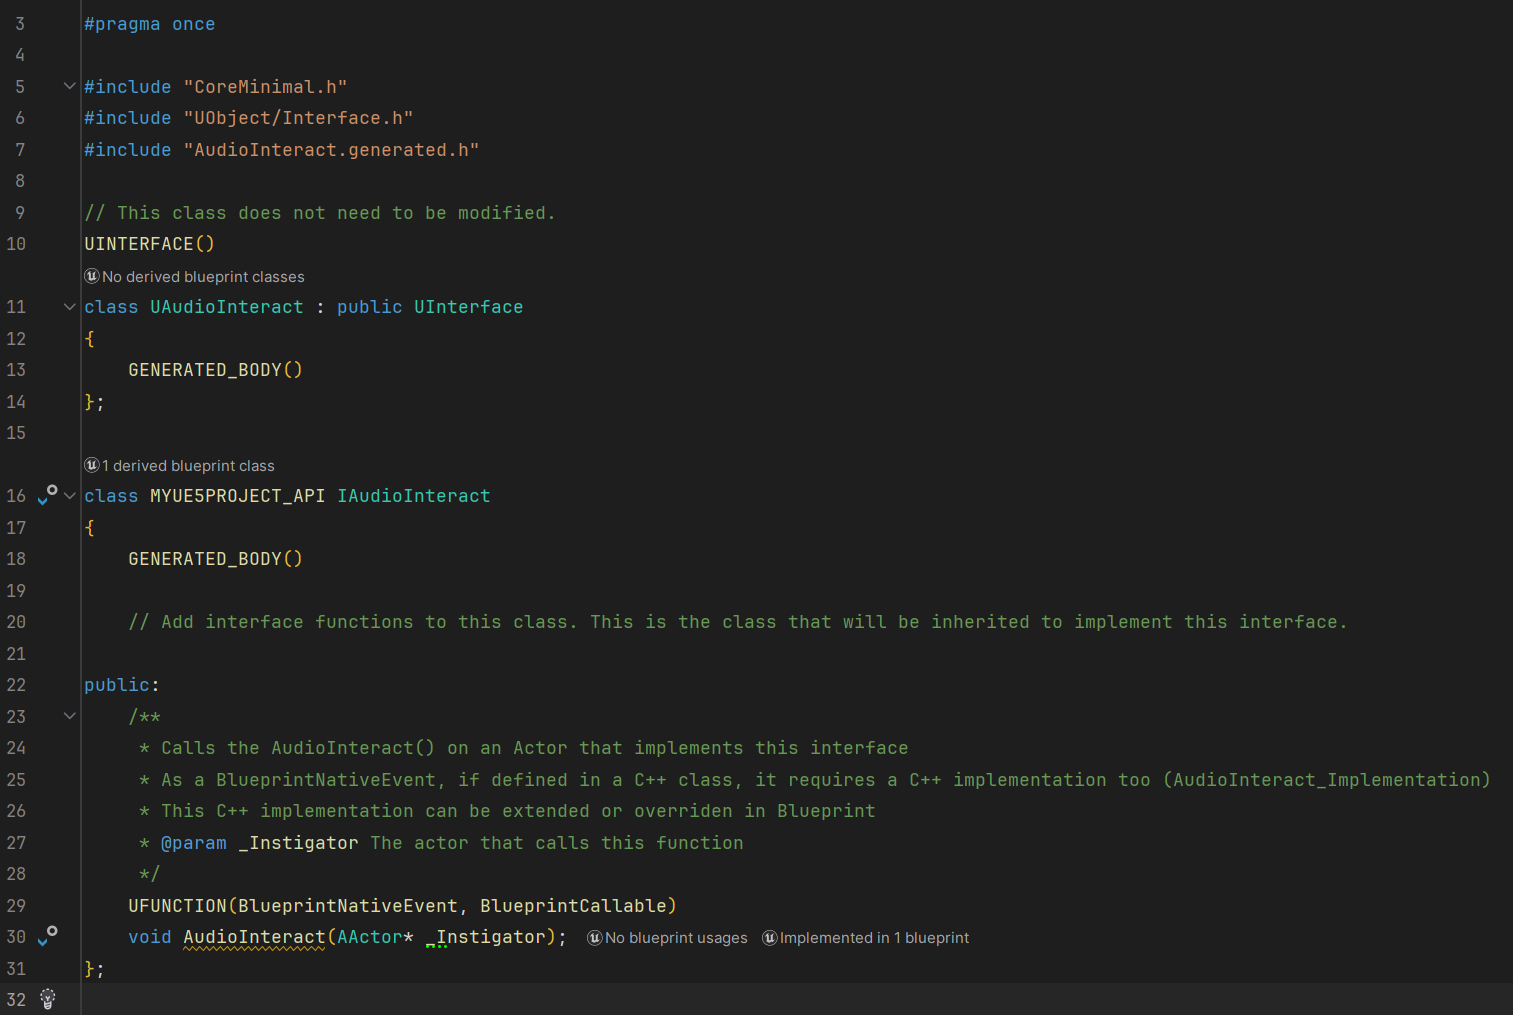 3 #pragma once
4
5 #include "CoreMinimal.h"
6 #include "UObject/Interface.h"
7 #include "AudioInteract.generated.h"
8
9 // This class does not need to be modified.
10 UINTERFACE()
No derived blueprint classes
11 class UAudioInteract : public UInterface
12 {
13 GENERATED_BODY()
14 };
15
1 derived blueprint class
16 class MYUE5PROJECT_API IAudioInteract
17 {
18 GENERATED_BODY()
19
20 // Add interface functions to this class. This is the class that will be inherited to implement this interface.
21
22 public:
23 /**
24 * Calls the AudioInteract() on an Actor that implements this interface
25 * As a BlueprintNativeEvent, if defined in a C++ class, it requires a C++ implementation too (AudioInteract_Implementation)
26 * This C++ implementation can be extended or overriden in Blueprint
27 * @param _Instigator The actor that calls this function
28 */
29 UFUNCTION(BlueprintNativeEvent, BlueprintCallable)
30 void AudioInteract(AActor* _Instigator); No blueprint usages Implemented in 1 blueprint
31 };
32